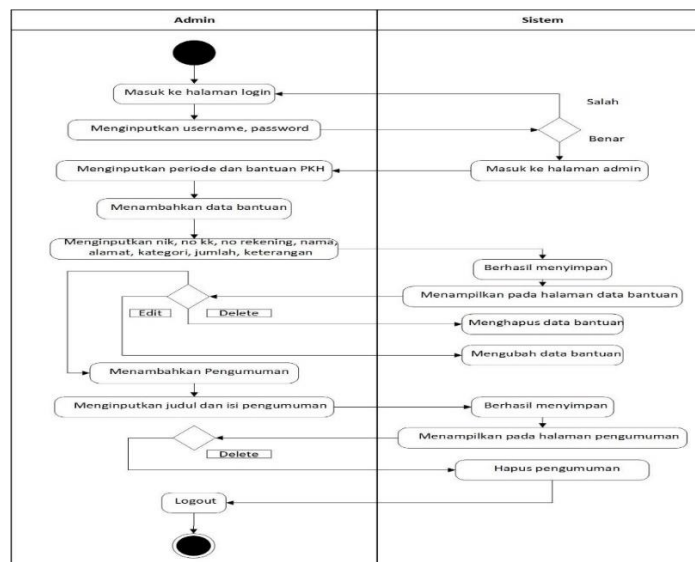 Admin
Sistem
Masuk ke halaman login
Salah
Menginputkan username, password
Benar
Menginputkan periode dan bantuan PKH
Masuk ke halaman admin
Menambahkan data bantuan
Menginputkan nik, no kk, no rekening, nama,
alamat, kategori, jumlah, keterangan
Berhasil menyimpan
Menampilkan pada halaman data bantuan
Edit
Delete
Menghapus data bantuan
Mengubah data bantuan
Menambahkan Pengumuman
Menginputkan judul dan isi pengumuman
Berhasil menyimpan
Menampilkan pada halaman pengumuman
Delete
Hapus pengumuman
Logout